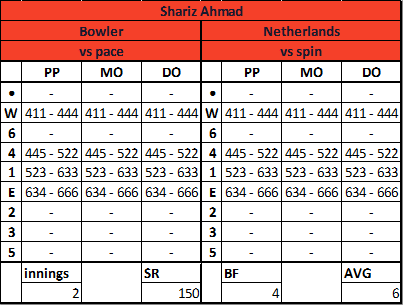 Shariz Ahmad
Bowler Netherlands
vs pace vs spin
PP MO DO PP MO DO
• - - - • - - -
W 411 - 444 411 - 444 411 - 444 W 411 - 444 411 - 444 411 - 444
6 - - - 6 - - -
4 445 - 522 445 - 522 445 - 522 4 445 - 522 445 - 522 445 - 522
1 523 - 633 523 - 633 523 - 633 1 523 - 633 523 - 633 523 - 633
E 634 - 666 634 - 666 634 - 666 E 634 - 666 634 - 666 634 - 666
2 - - - 2 - - -
3 - - - 3 - - -
5 - - - 5 - - -
innings SR BF AVG
2 150 4 6